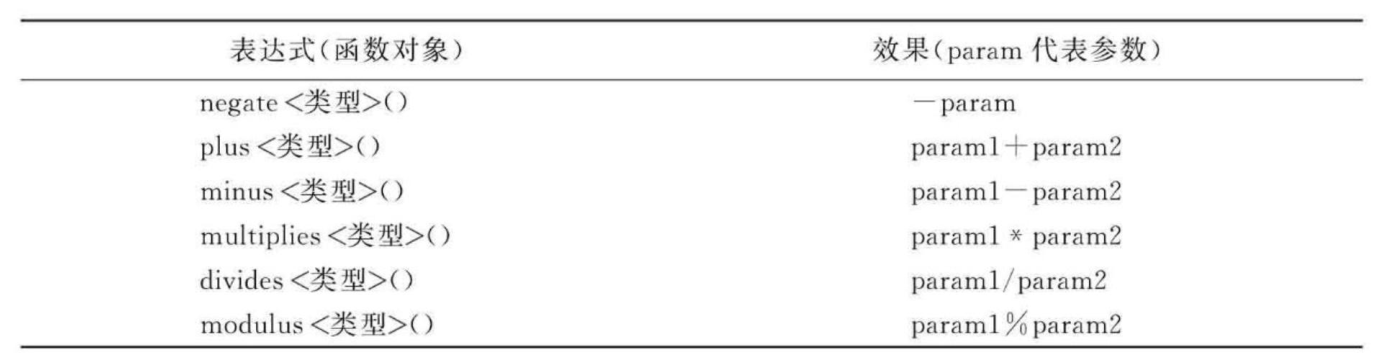 表达式(函数对象) 效果(param 代表参数)
negate<类型>() －param
plus<类型>() param1＋param2
minus<类型>() param1－param2
multiplies<类型>() param1 * param2
divides<类型>() param1/param2
modulus<类型>() param1％param2